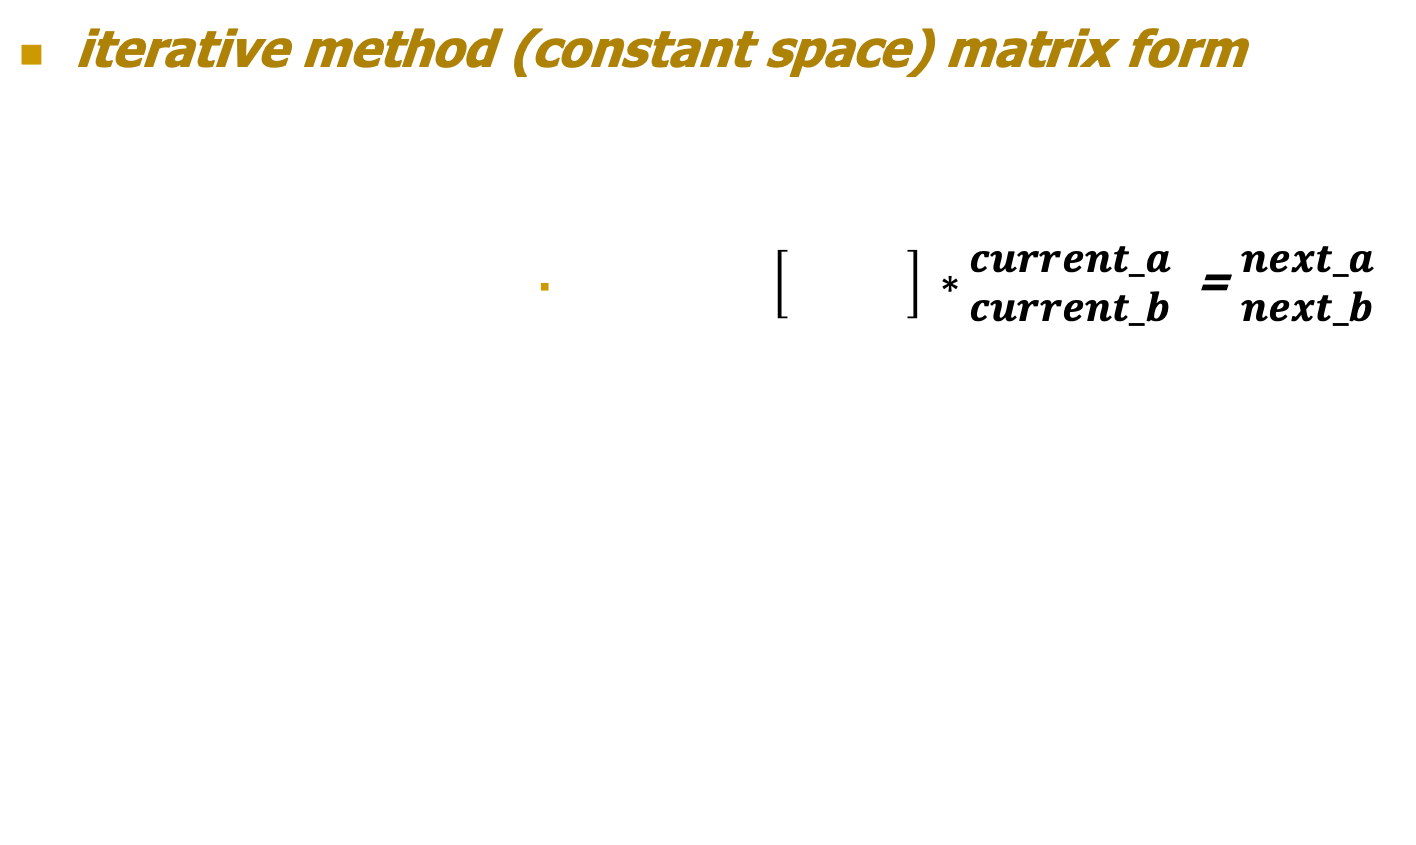 iterative method (constant space) matrix form
[ ] * current_a = next_a
current_b next_b